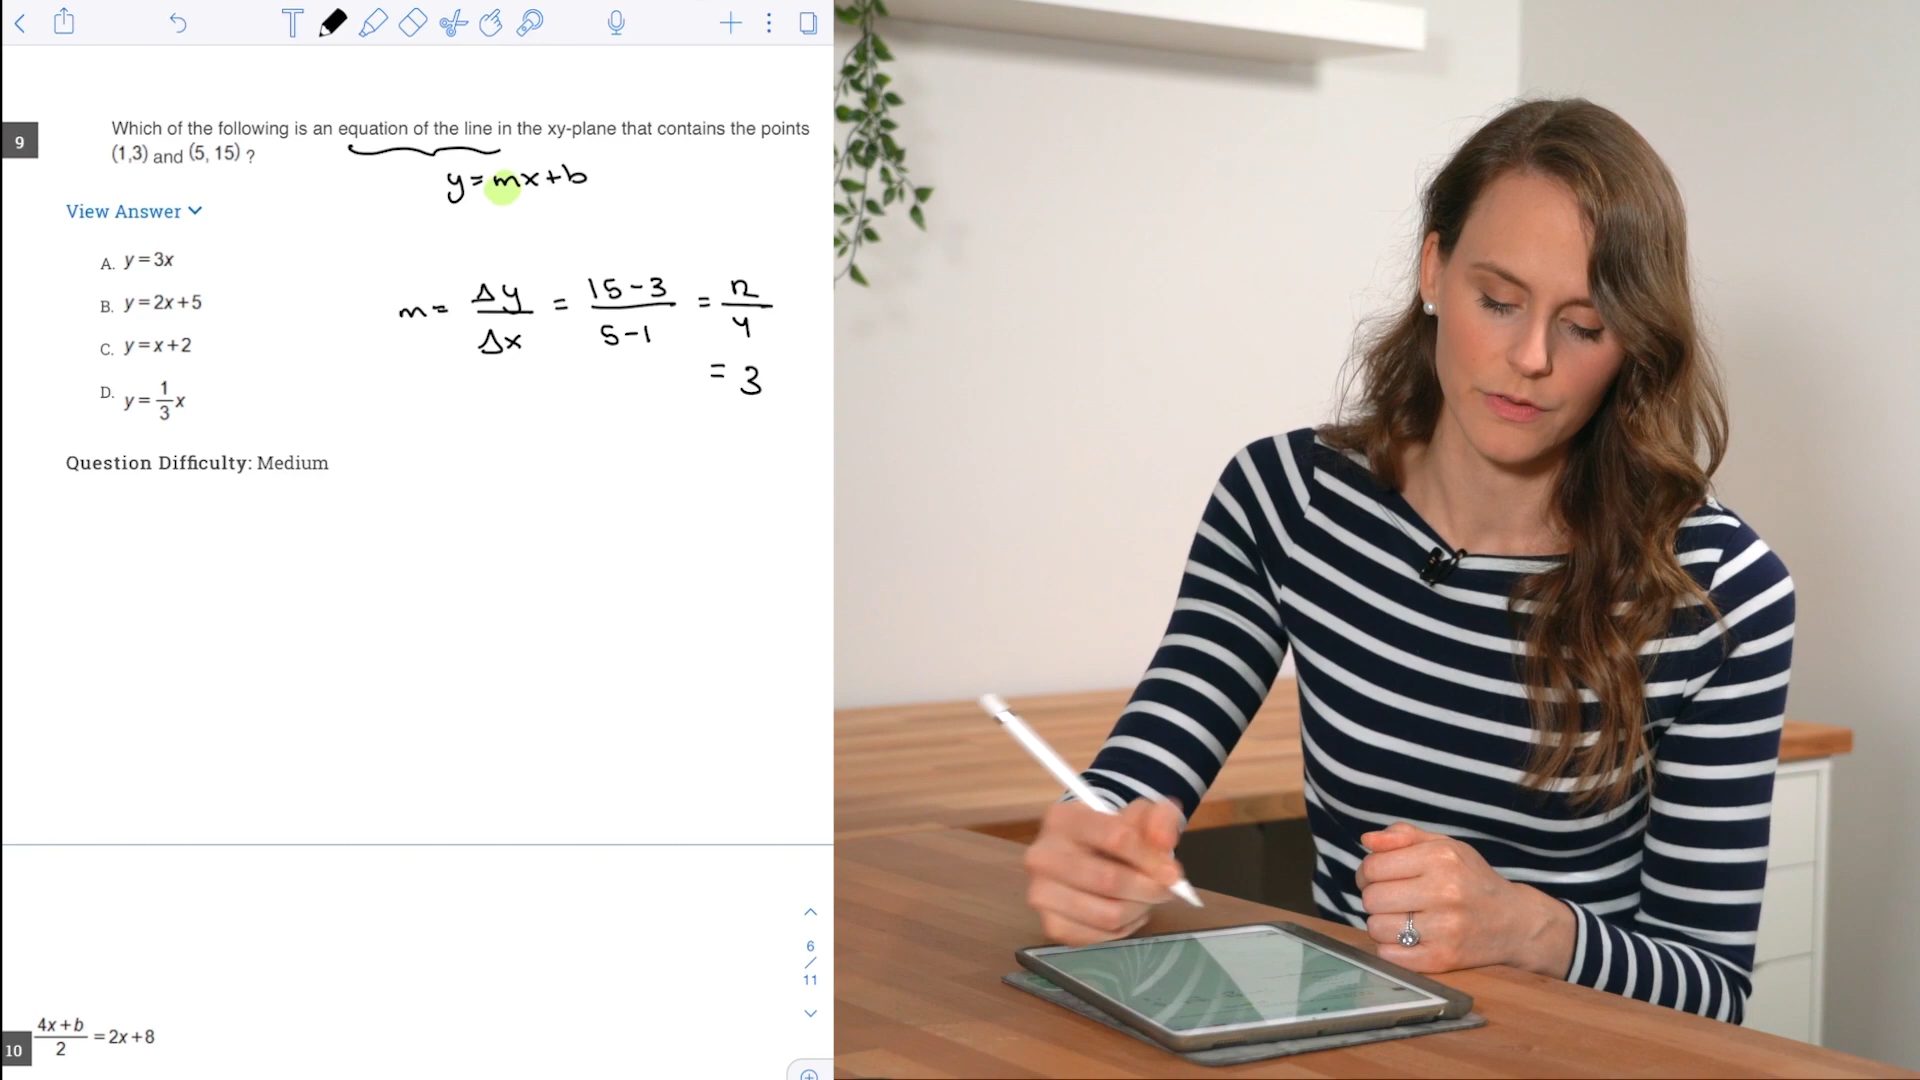 9
Which of the following is an equation of the line in the xy-plane that contains the points
(1,3) and (5, 15) ?
y = mx + b
View Answer
A. y = 3x
B. y = 2x + 5
C. y = x + 2
D. y = 1/3 x
m = Δy/Δx = 15 - 3/5 - 1 = 12/4
= 3
Question Difficulty: Medium
6
/
11
10
4x + b/2 = 2x + 8